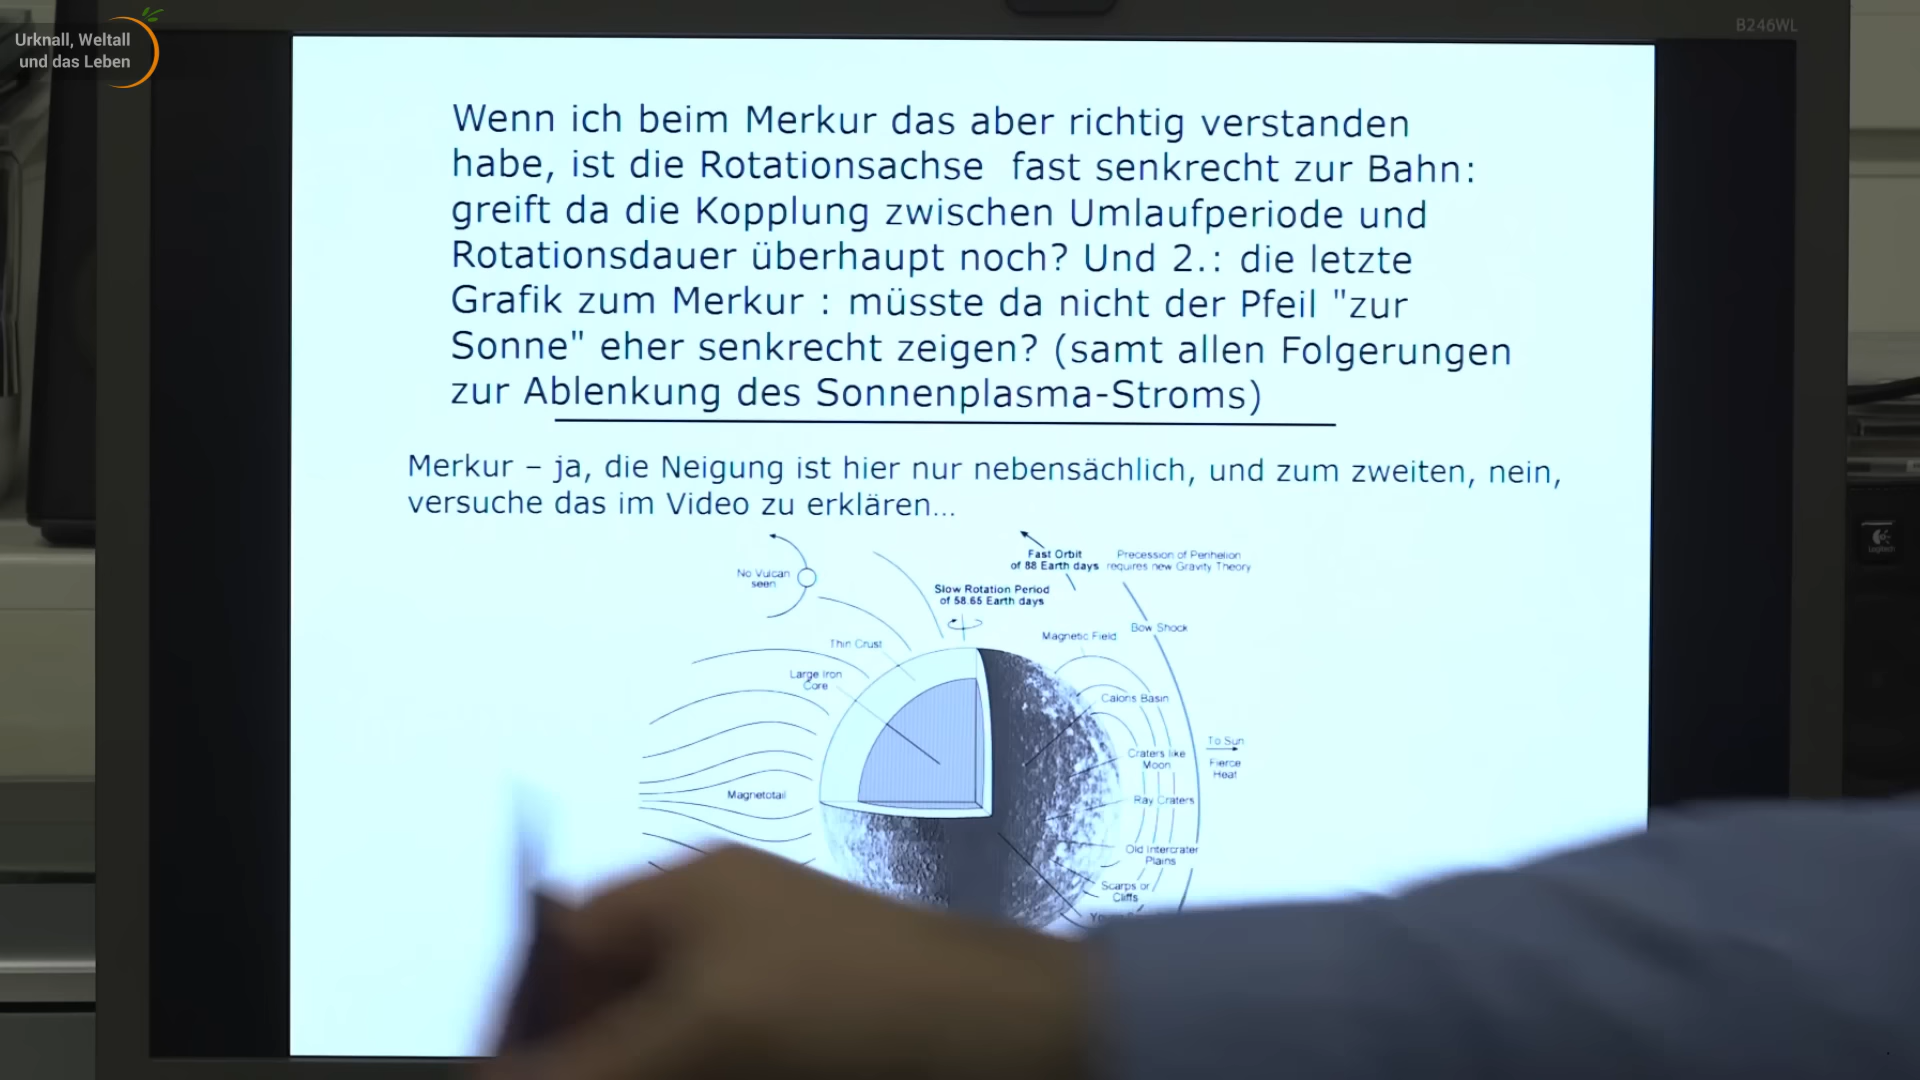 Urknall, Weltall
und das Leben
B246WL
Wenn ich beim Merkur das aber richtig verstanden
habe, ist die Rotationsachse fast senkrecht zur Bahn:
greift da die Kopplung zwischen Umlaufperiode und
Rotationsdauer überhaupt noch? Und 2.: die letzte
Grafik zum Merkur : müsste da nicht der Pfeil "zur
Sonne" eher senkrecht zeigen? (samt allen Folgerungen
zur Ablenkung des Sonnenplasma-Stroms)
Merkur – ja, die Neigung ist hier nur nebensächlich, und zum zweiten, nein,
versuche das im Video zu erklären...
Fast Orbit
of 88 Earth days
Precession of Perihelion
requires new Gravity Theory
No Vulcan
seen
Slow Rotation Period
of 58.65 Earth days
Bow Shock
Magnetic Field
Thin Crust
Large Iron
Core
Caloris Basin
To Sun
Craters like
Moon
Fierce
Heat
Magnetotail
Ray Craters
Old Intercrater
Plains
Scarps or
Cliffs
Logitech